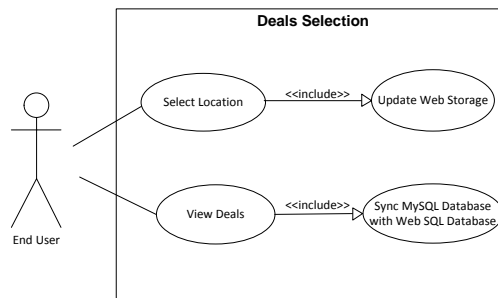 Deals Selection
Select Location
<<include>>
Update Web Storage
View Deals
<<include>>
Sync MySQL Database
with Web SQL Database
End User